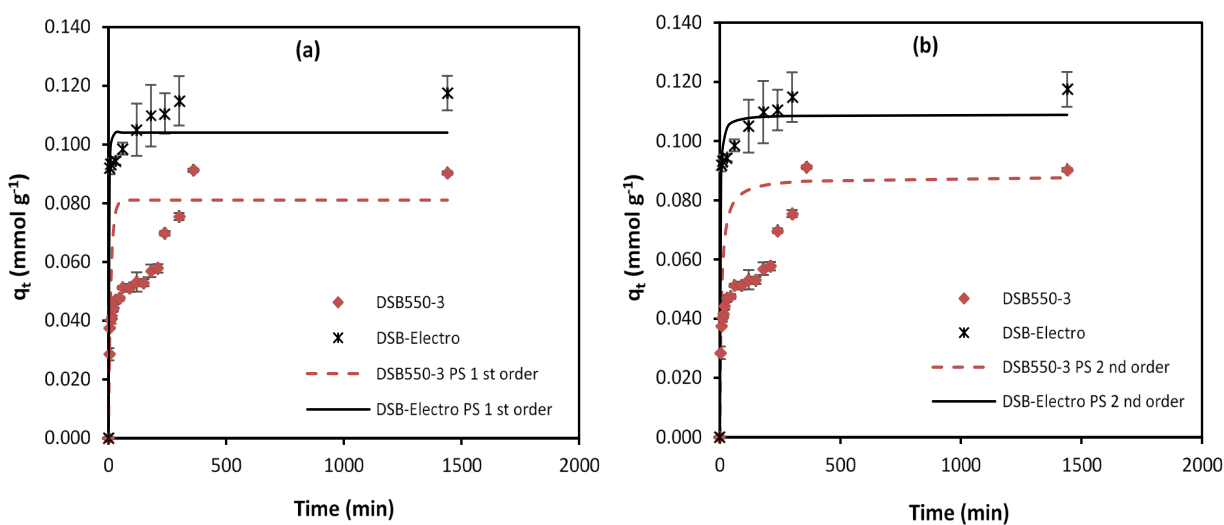 (a)
q_t (mmol g⁻¹)
0.140
0.120
0.100
0.080
0.060
0.040
0.020
0.000
DSB550-3
DSB-Electro
DSB550-3 PS 1 st order
DSB-Electro PS 1 st order
0 500 1000 1500 2000
Time (min)
(b)
q_t (mmol g⁻¹)
0.140
0.120
0.100
0.080
0.060
0.040
0.020
0.000
DSB550-3
DSB-Electro
DSB550-3 PS 2 nd order
DSB-Electro PS 2 nd order
0 500 1000 1500 2000
Time (min)